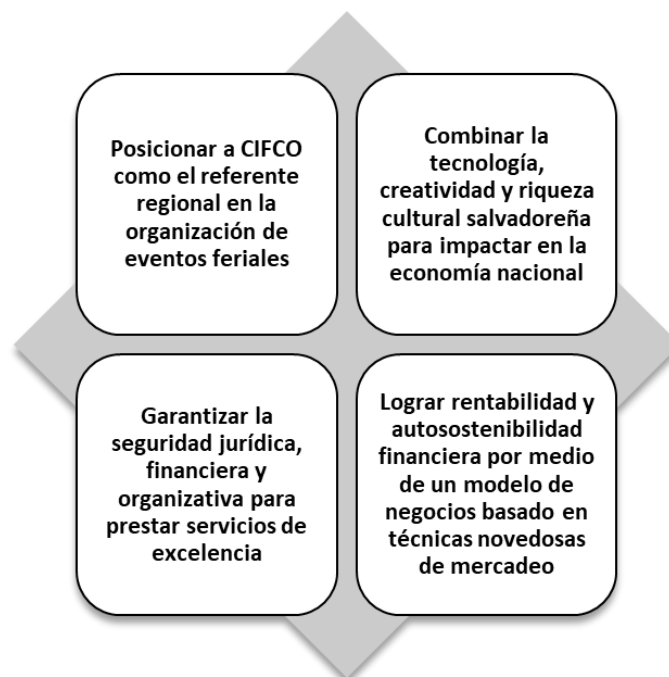 Posicionar a CIFCO
como el referente
regional en la
organización de
eventos feriales
Combinar la
tecnología,
creatividad y riqueza
cultural salvadoreña
para impactar en la
economía nacional
Garantizar la
seguridad jurídica,
financiera y
organizativa para
prestar servicios de
excelencia
Lograr rentabilidad y
autosostenibilidad
financiera por medio
de un modelo de
negocios basado en
técnicas novedosas
de mercadeo